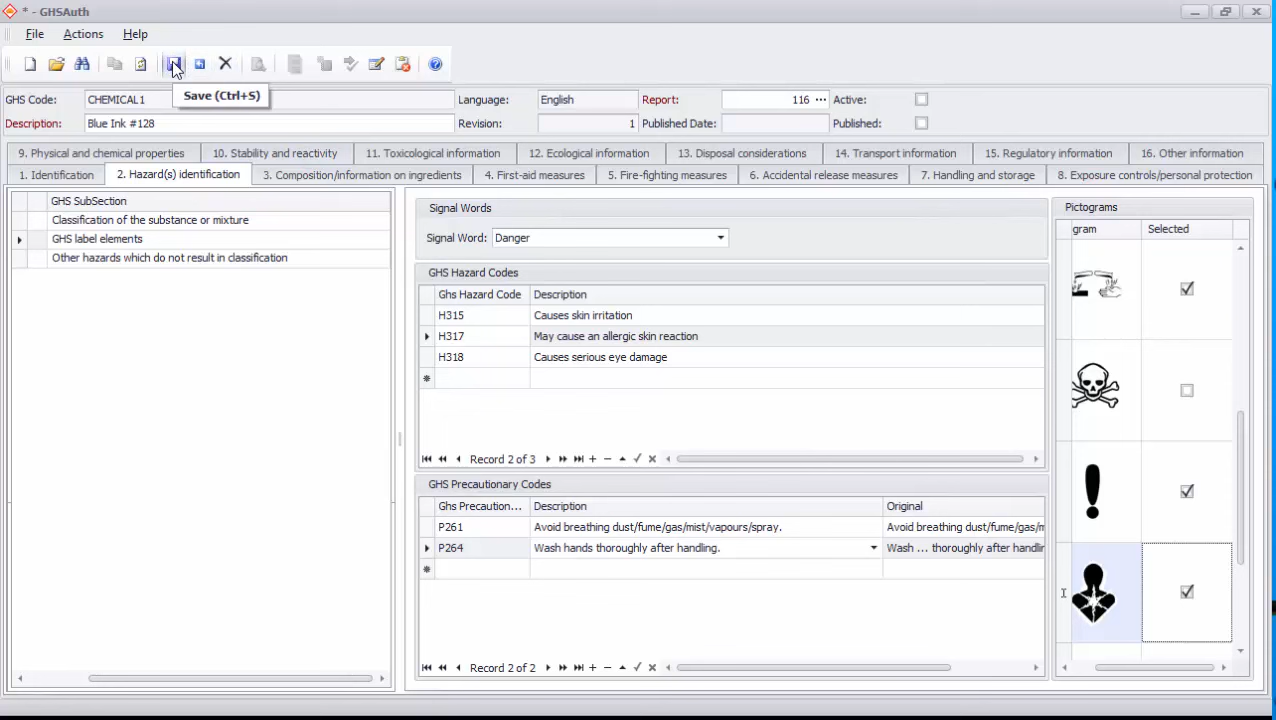 * - GHSAuth
File Actions Help
Save (Ctrl+S)
GHS Code: CHEMICAL1 Language: English Report: 116 ... Active:
Description: Blue Ink #128 Revision: 1 Published Date: Published:
9. Physical and chemical properties 10. Stability and reactivity 11. Toxicological information 12. Ecological information 13. Disposal considerations 14. Transport information 15. Regulatory information 16. Other information
1. Identification 2. Hazard(s) identification 3. Composition/information on ingredients 4. First-aid measures 5. Fire-fighting measures 6. Accidental release measures 7. Handling and storage 8. Exposure controls/personal protection
GHS SubSection
Classification of the substance or mixture
GHS label elements
Other hazards which do not result in classification
Signal Words
Signal Word: Danger
GHS Hazard Codes
Ghs Hazard Code Description
H315 Causes skin irritation
H317 May cause an allergic skin reaction
H318 Causes serious eye damage
Record 2 of 3
GHS Precautionary Codes
Ghs Precaution... Description Original
P261 Avoid breathing dust/fume/gas/mist/vapours/spray. Avoid breathing dust/fume/gas/m
P264 Wash hands thoroughly after handling. Wash ... thoroughly after handlin
Record 2 of 2
Pictograms
gram Selected